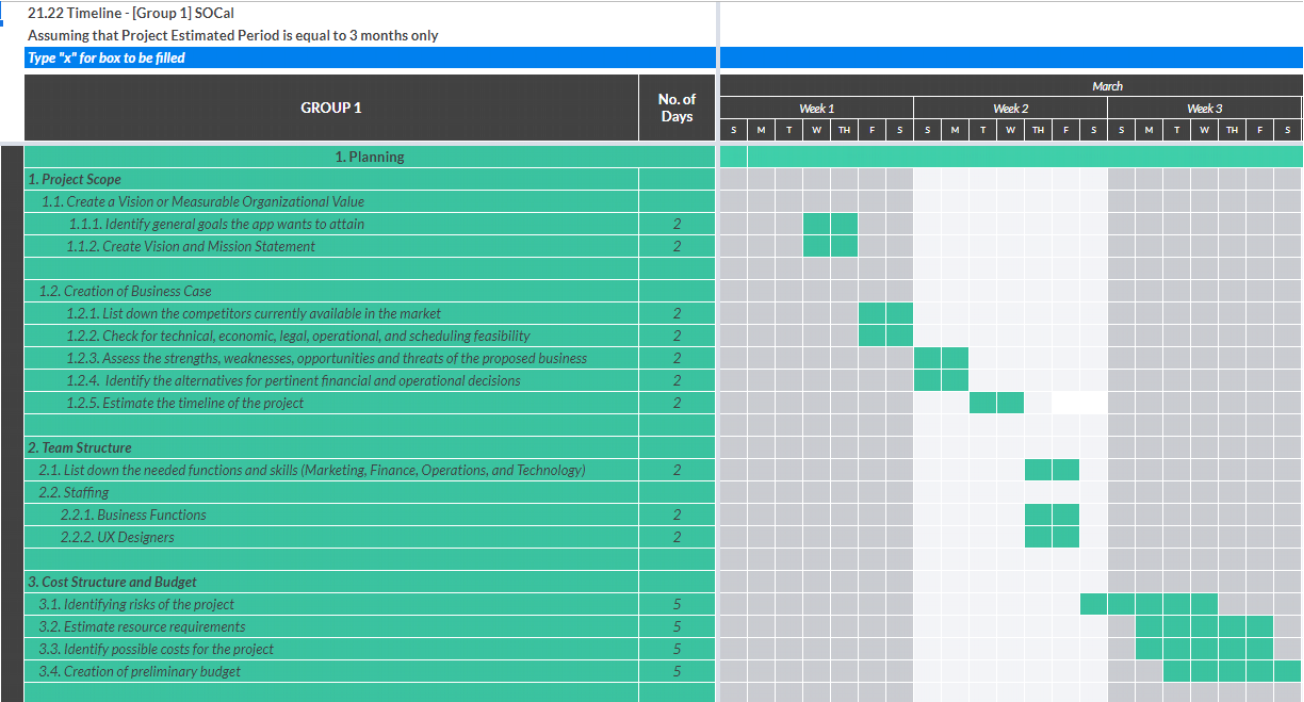 21.22 Timeline - [Group 1] SOCal
Assuming that Project Estimated Period is equal to 3 months only
Type "x" for box to be filled
GROUP 1
No. of
Days
March
Week 1 Week 2 Week 3
S M T W TH F S S M T W TH F S S M T W TH F S
1. Planning
1. Project Scope
1.1. Create a Vision or Measurable Organizational Value
1.1.1. Identify general goals the app wants to attain 2
1.1.2. Create Vision and Mission Statement 2
1.2. Creation of Business Case
1.2.1. List down the competitors currently available in the market 2
1.2.2. Check for technical, economic, legal, operational, and scheduling feasibility 2
1.2.3. Assess the strengths, weaknesses, opportunities and threats of the proposed business 2
1.2.4. Identify the alternatives for pertinent financial and operational decisions 2
1.2.5. Estimate the timeline of the project 2
2. Team Structure
2.1. List down the needed functions and skills (Marketing, Finance, Operations, and Technology) 2
2.2. Staffing
2.2.1. Business Functions 2
2.2.2. UX Designers 2
3. Cost Structure and Budget
3.1. Identifying risks of the project 5
3.2. Estimate resource requirements 5
3.3. Identify possible costs for the project 5
3.4. Creation of preliminary budget 5